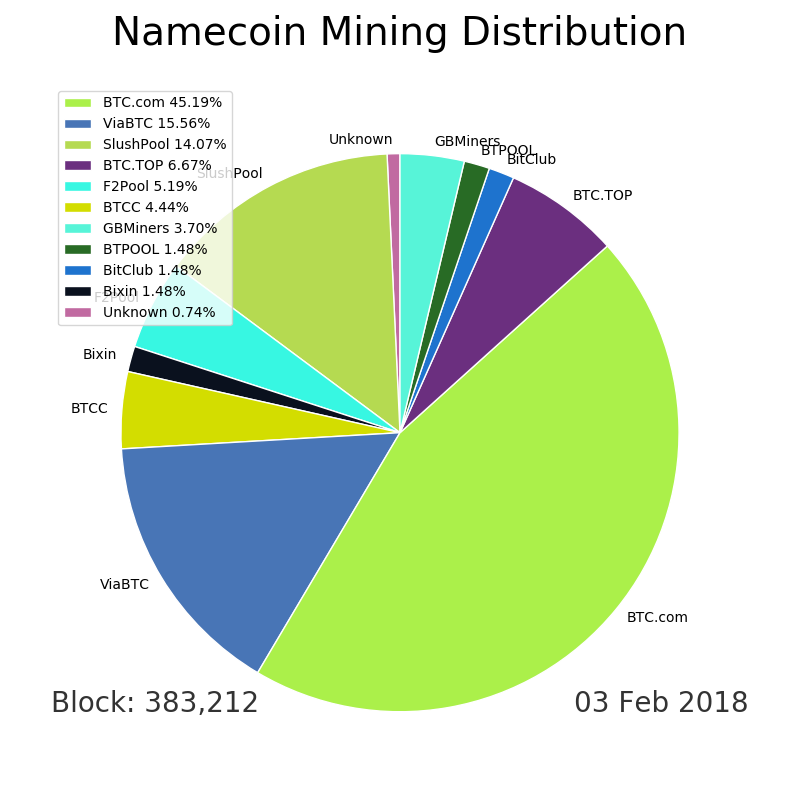 Namecoin Mining Distribution
BTC.com 45.19%
ViaBTC 15.56%
SlushPool 14.07%
BTC.TOP 6.67%
F2Pool 5.19%
BTCC 4.44%
GBMiners 3.70%
BTPOOL 1.48%
BitClub 1.48%
Bixin 1.48%
Unknown 0.74%
Unknown
GBMiners
BTPOOL
BitClub
SlushPool
BTC.TOP
F2Pool
Bixin
BTCC
ViaBTC
BTC.com
Block: 383,212
03 Feb 2018